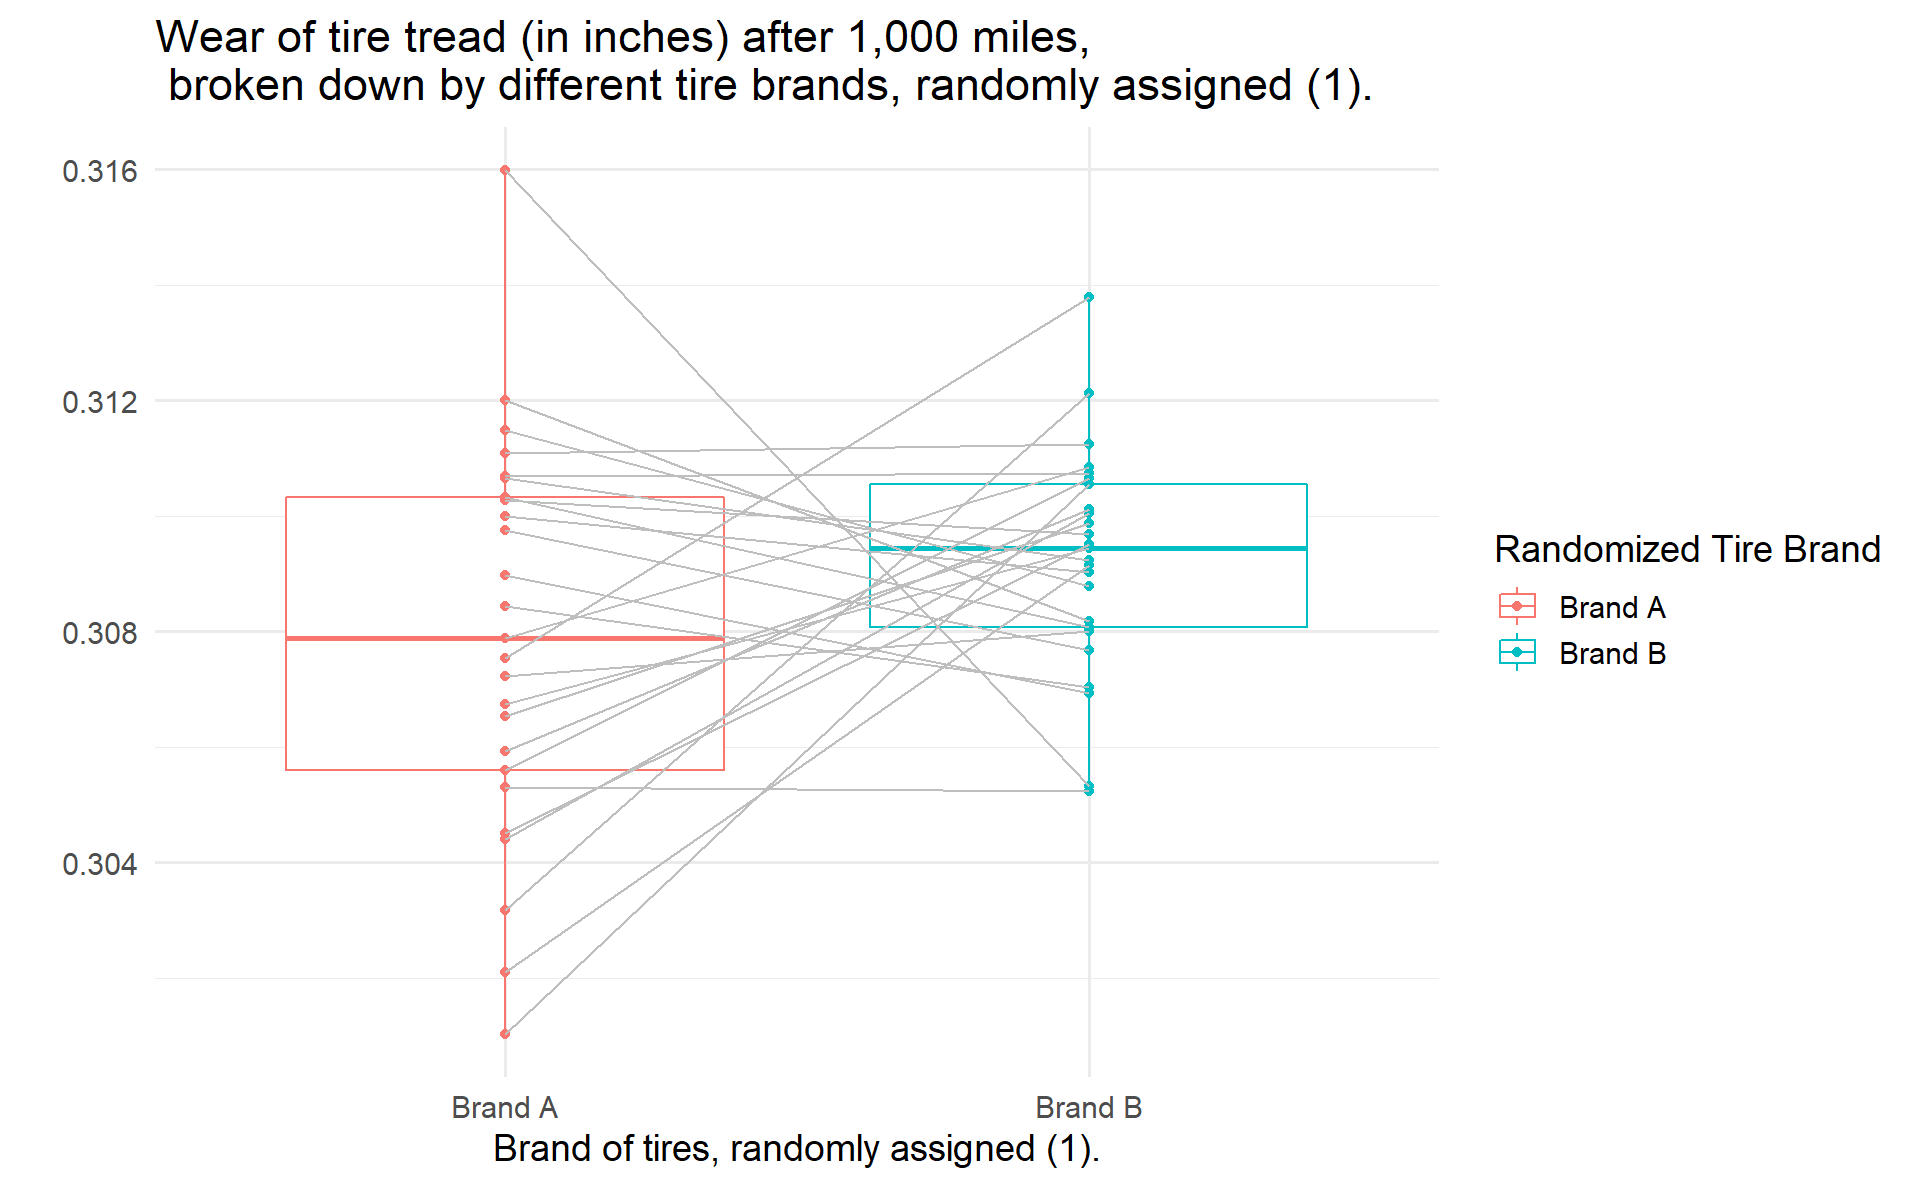 Wear of tire tread (in inches) after 1,000 miles,
broken down by different tire brands, randomly assigned (1).
0.316
0.312
0.308
0.304
Brand A
Brand B
Brand of tires, randomly assigned (1).
Randomized Tire Brand
Brand A
Brand B